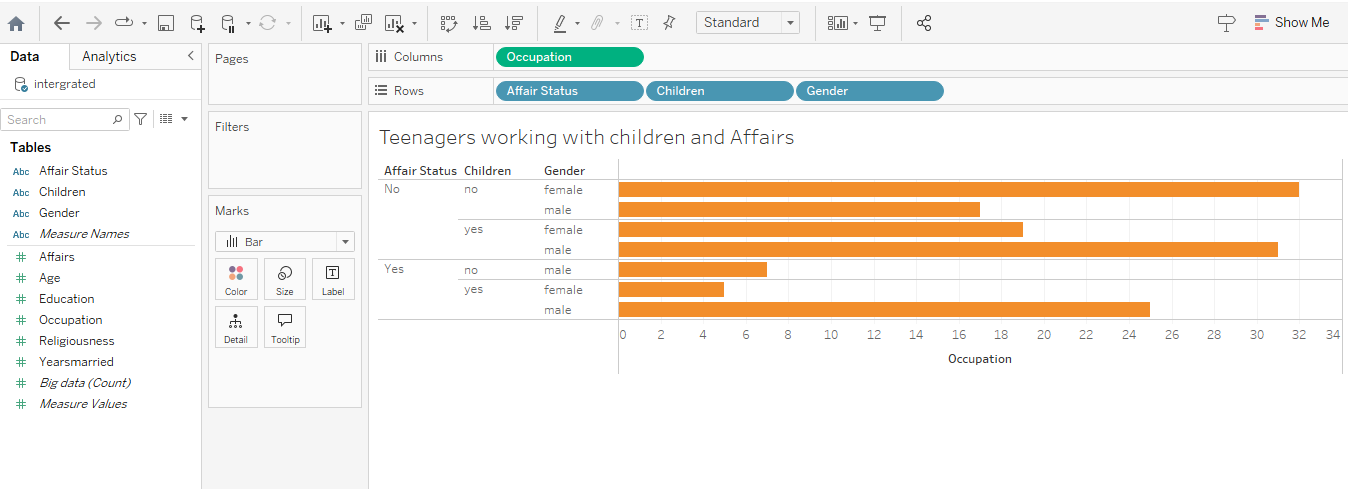 Standard
Show Me
Data Analytics
Pages
Columns Occupation
intergrated
Rows Affair Status Children Gender
Search
Filters
Tables
Abc Affair Status
Abc Children
Abc Gender
Abc Measure Names
Affairs
Age
Education
Occupation
Religiousness
Yearsmarried
Big data (Count)
Measure Values
Marks
Bar
Color Size Label
Detail Tooltip
Teenagers working with children and Affairs
Affair Status Children Gender
No no female
male
yes female
male
Yes no male
yes female
male
0 2 4 6 8 10 12 14 16 18 20 22 24 26 28 30 32 34
Occupation